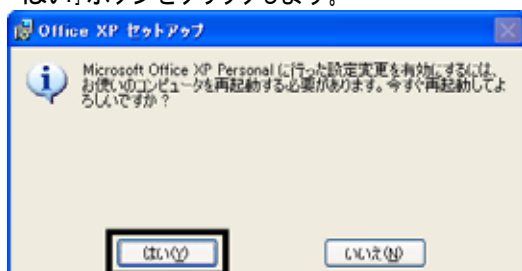 はい]ボタンをクリックします。
Office XP セットアップ
Microsoft Office XP Personal に行った設定変更を有効にするには、
お使いのコンピュータを再起動する必要があります。今すぐ再起動してよ
ろしいですか?
はい(Y)
いいえ(N)